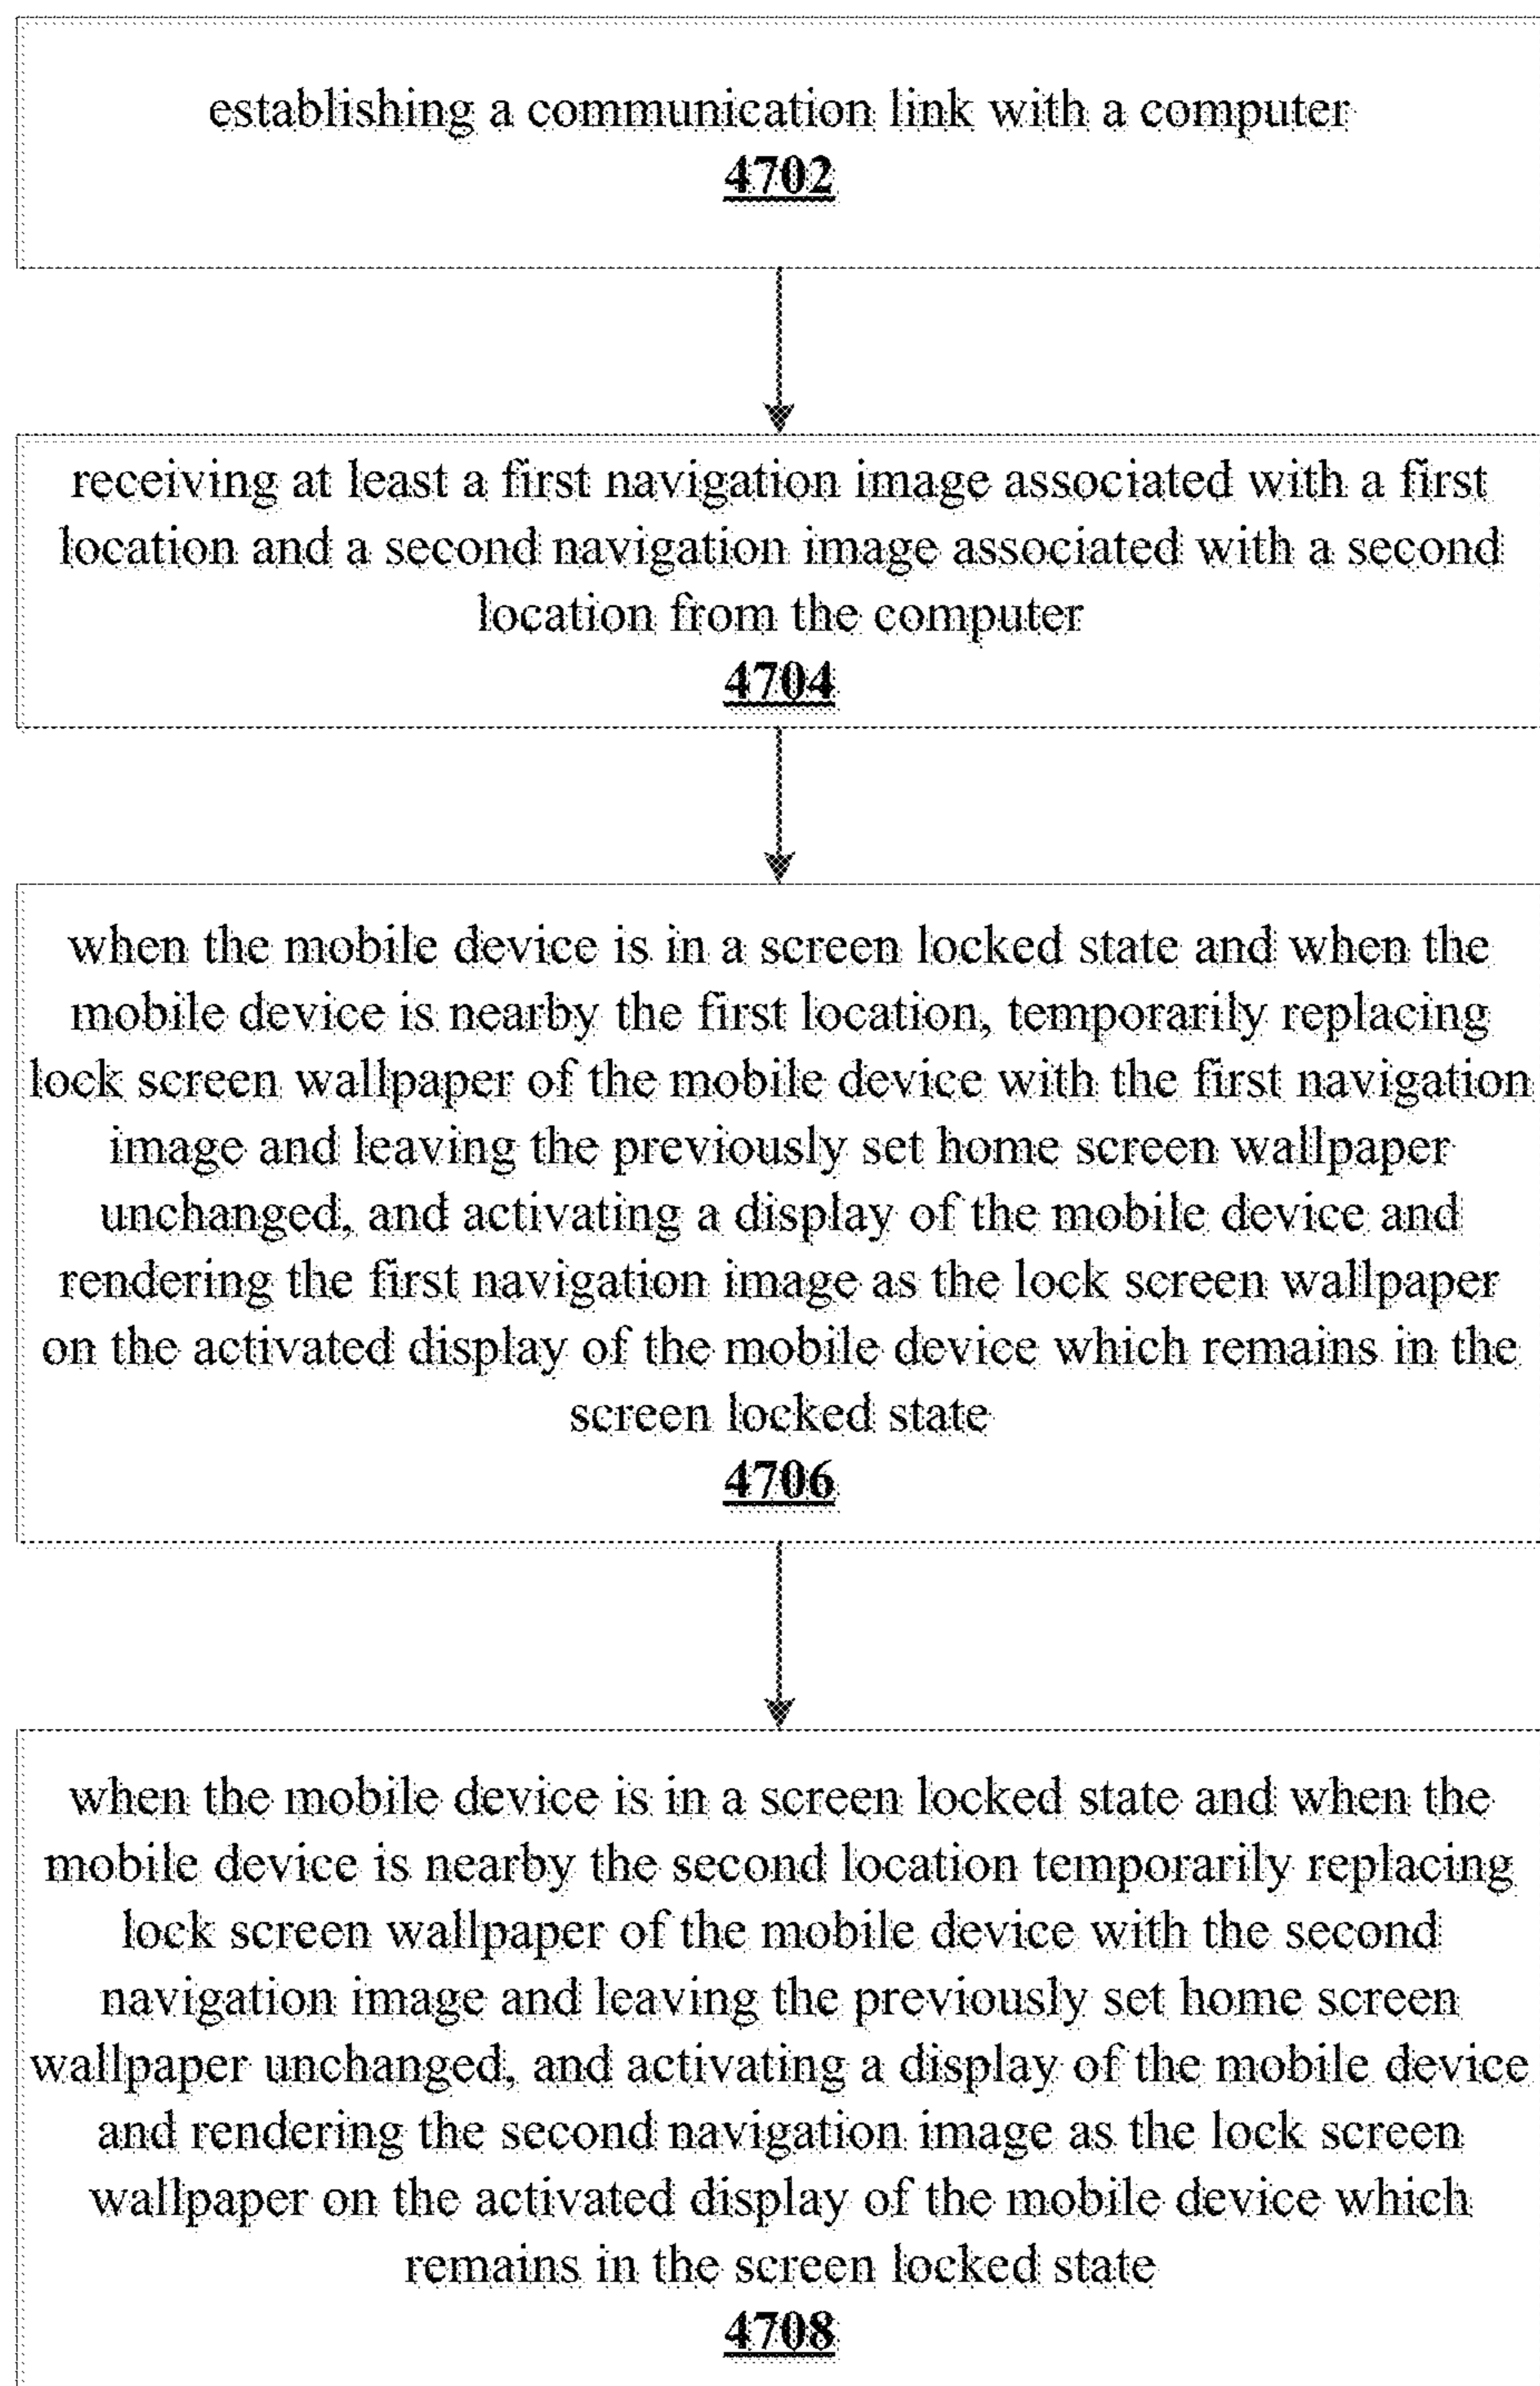 establishing a communication link with a computer
4702
receiving at least a first navigation image associated with a first
location and a second navigation image associated with a second
location from the computer
4704
when the mobile device is in a screen locked state and when the
mobile device is nearby the first location, temporarily replacing
lock screen wallpaper of the mobile device with the first navigation
image and leaving the previously set home screen wallpaper
unchanged, and activating a display of the mobile device and
rendering the first navigation image as the lock screen wallpaper
on the activated display of the mobile device which remains in the
screen locked state
4706
when the mobile device is in a screen locked state and when the
mobile device is nearby the second location temporarily replacing
lock screen wallpaper of the mobile device with the second
navigation image and leaving the previously set home screen
wallpaper unchanged, and activating a display of the mobile device
and rendering the second navigation image as the lock screen
wallpaper on the activated display of the mobile device which
remains in the screen locked state
4708